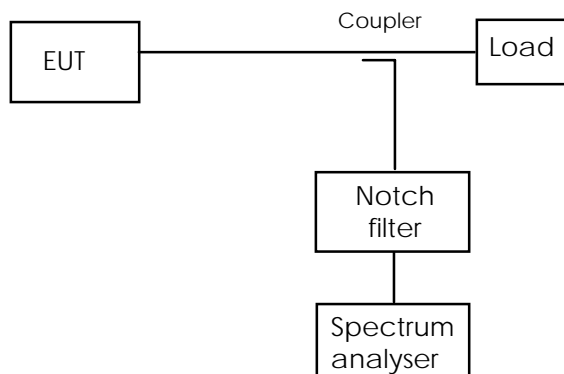 Coupler
EUT
Load
Notch
filter
Spectrum
analyser